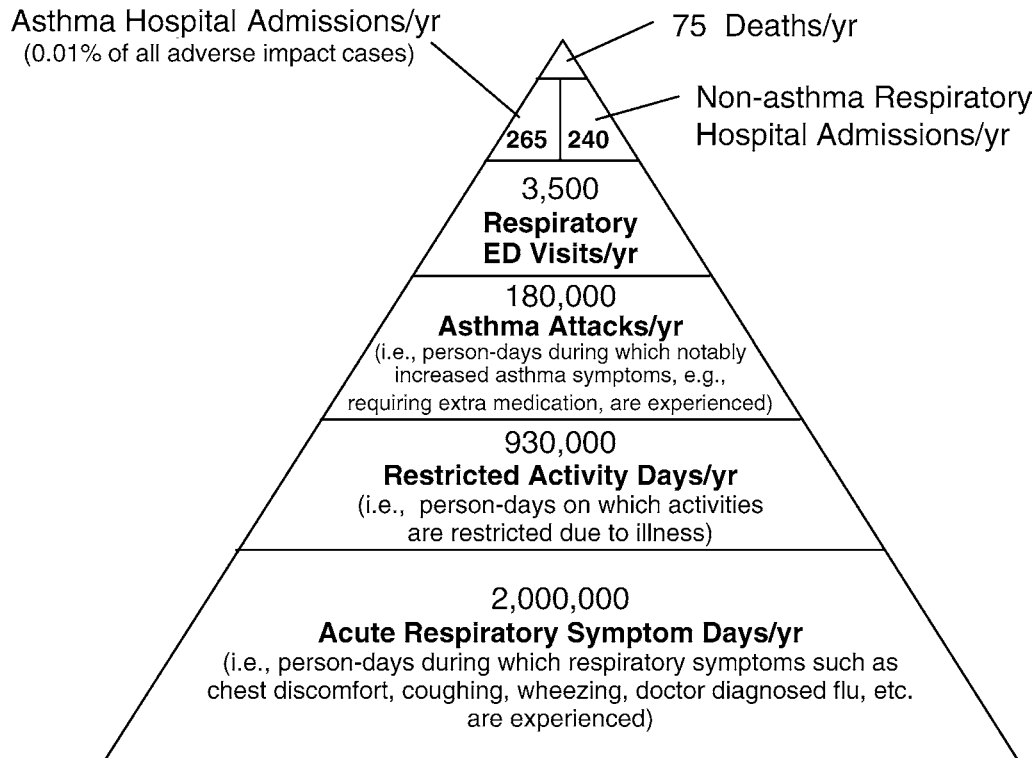 Asthma Hospital Admissions/yr
(0.01% of all adverse impact cases)
75 Deaths/yr
Non-asthma Respiratory
Hospital Admissions/yr
265
240
3,500
Respiratory
ED Visits/yr
180,000
Asthma Attacks/yr
(i.e., person-days during which notably
increased asthma symptoms, e.g.,
requiring extra medication, are experienced)
930,000
Restricted Activity Days/yr
(i.e., person-days on which activities
are restricted due to illness)
2,000,000
Acute Respiratory Symptom Days/yr
(i.e., person-days during which respiratory symptoms such as
chest discomfort, coughing, wheezing, doctor diagnosed flu, etc.
are experienced)